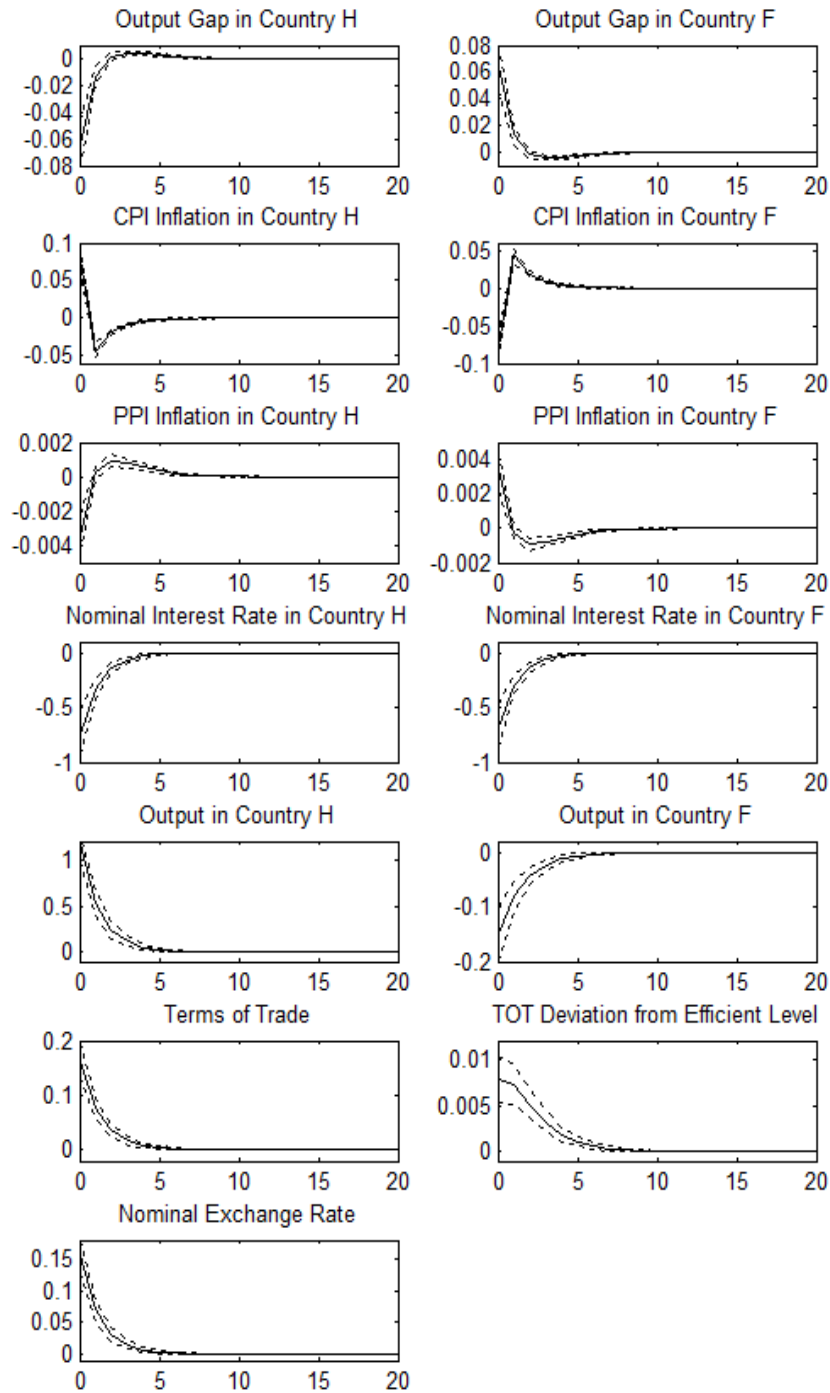 Output Gap in Country H
Output Gap in Country F
0
-0.02
-0.04
-0.06
-0.08
0 5 10 15 20
0.08
0.06
0.04
0.02
0
0 5 10 15 20
CPI Inflation in Country H
CPI Inflation in Country F
0.1
0.05
0
-0.05
0 5 10 15 20
0.05
0
-0.05
-0.1
0 5 10 15 20
PPI Inflation in Country H
PPI Inflation in Country F
0.002
0
-0.002
-0.004
0 5 10 15 20
0.004
0.002
0
-0.002
0 5 10 15 20
Nominal Interest Rate in Country H
Nominal Interest Rate in Country F
0
-0.5
-1
0 5 10 15 20
0
-0.5
-1
0 5 10 15 20
Output in Country H
Output in Country F
1
0.5
0
0 5 10 15 20
0
-0.1
-0.2
0 5 10 15 20
Terms of Trade
TOT Deviation from Efficient Level
0.2
0.1
0
0 5 10 15 20
0.01
0.005
0
0 5 10 15 20
Nominal Exchange Rate
0.15
0.1
0.05
0
0 5 10 15 20